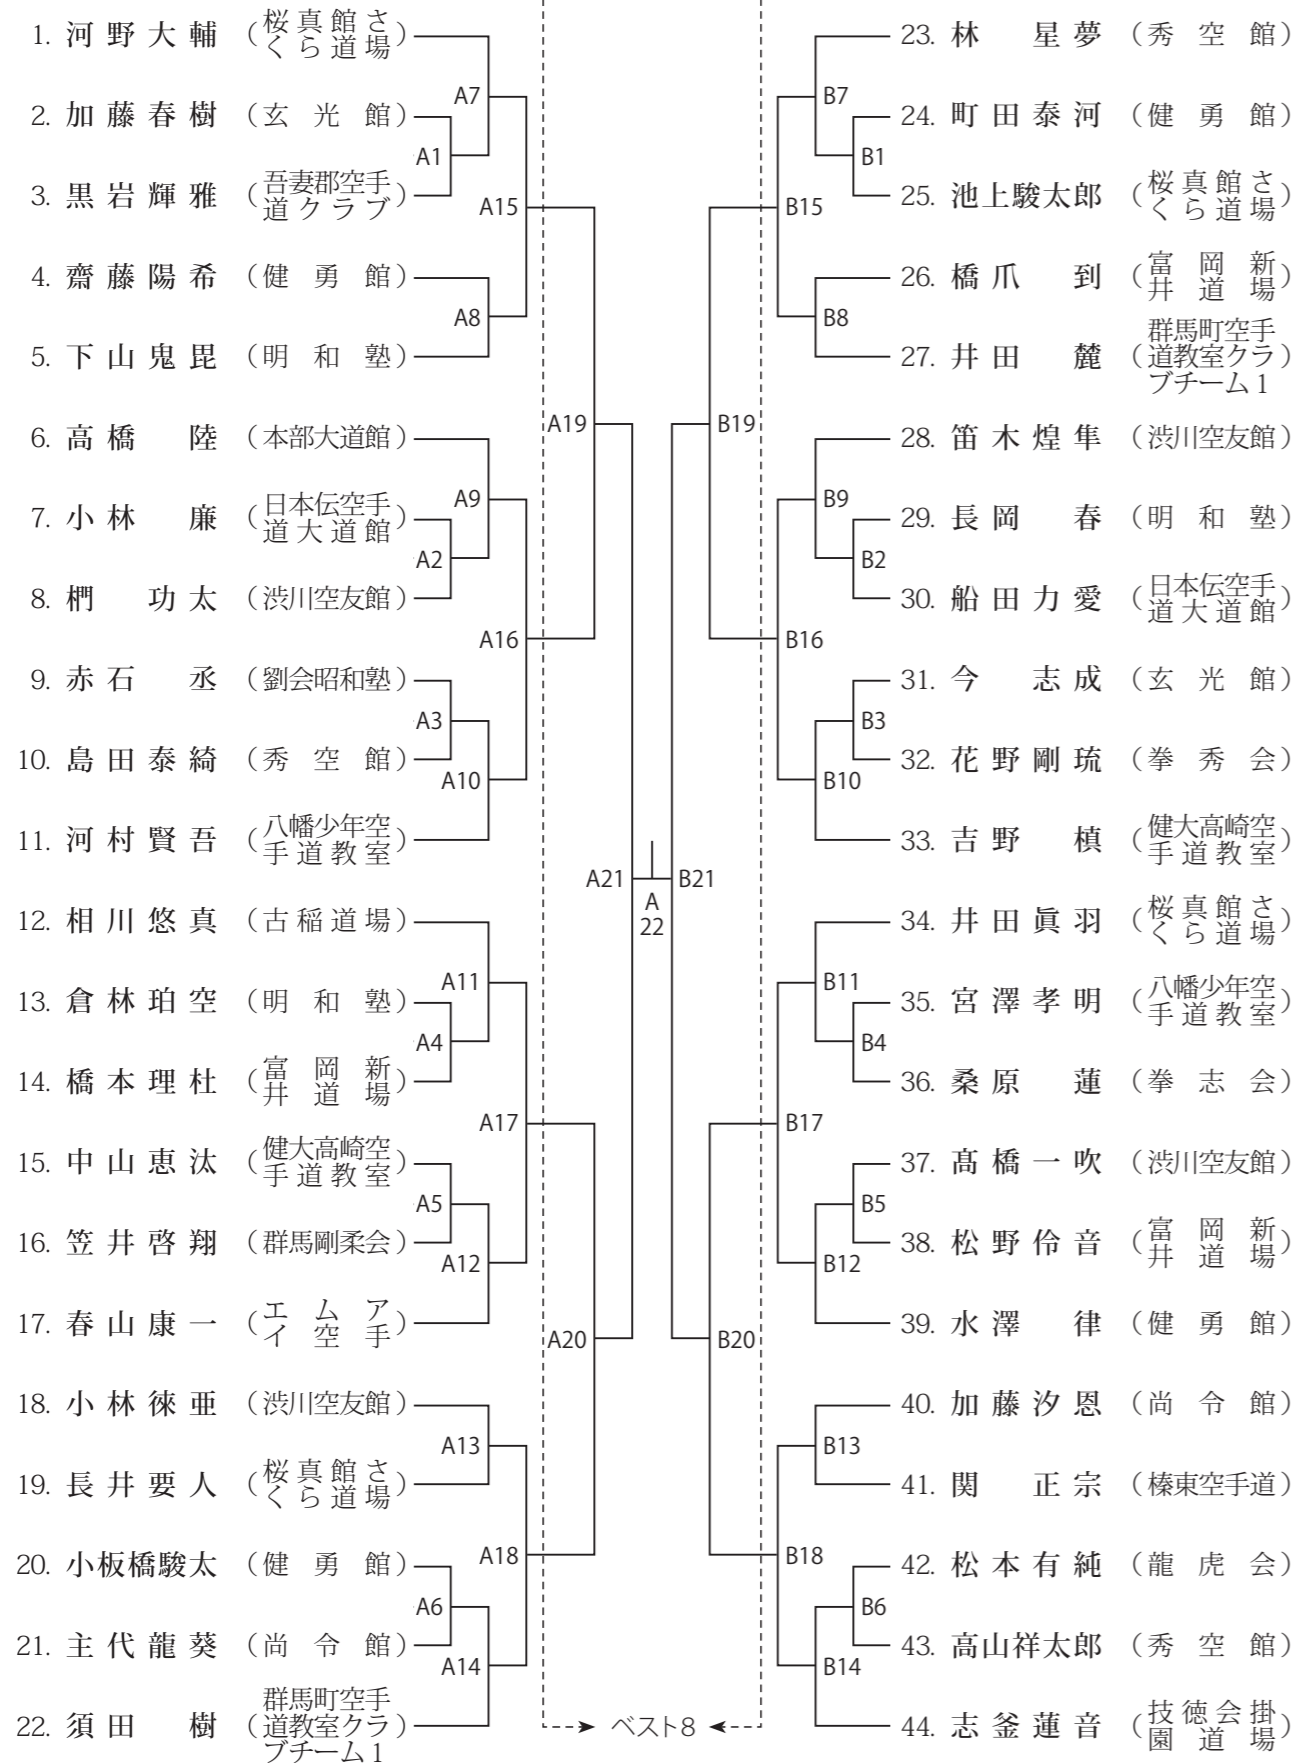 1. 河野大輔 (桜真館さくら道場)
2. 加藤春樹 (玄光館)
3. 黒岩輝雅 (吾妻郡空手道クラブ)
4. 齋藤陽希 (健勇館)
5. 下山鬼毘 (明和塾)
6. 高橋 陸 (本部大道館)
7. 小林 廉 (日本伝空手道大道館)
8. 椚 功太 (渋川空友館)
9. 赤石 丞 (劉会昭和塾)
10. 島田泰綺 (秀空館)
11. 河村賢吾 (八幡少年空手道教室)
12. 相川悠真 (古稲道場)
13. 倉林珀空 (明和塾)
14. 橋本理杜 (富岡新井道場)
15. 中山恵汰 (健大高崎空手道教室)
16. 笠井啓翔 (群馬剛柔会)
17. 春山康一 (エムアイ空手)
18. 小林徠亜 (渋川空友館)
19. 長井要人 (桜真館さくら道場)
20. 小板橋駿太 (健勇館)
21. 主代龍葵 (尚令館)
22. 須田 樹 (群馬町空手道教室クラブチーム1)
A1
A2
A3
A4
A5
A6
A7
A8
A9
A10
A11
A12
A13
A14
A15
A16
A17
A18
A19
A20
A21
A
22
B21
B19
B20
B15
B16
B17
B18
B7
B8
B9
B10
B11
B12
B13
B14
B1
B2
B3
B4
B5
B6
ベスト8
23. 林 星夢 (秀空館)
24. 町田泰河 (健勇館)
25. 池上駿太郎 (桜真館さくら道場)
26. 橋爪 到 (富岡新井道場)
27. 井田 麓 (群馬町空手道教室クラブチーム1)
28. 笛木煌隼 (渋川空友館)
29. 長岡 春 (明和塾)
30. 船田力愛 (日本伝空手道大道館)
31. 今 志成 (玄光館)
32. 花野剛琉 (拳秀会)
33. 吉野 槙 (健大高崎空手道教室)
34. 井田眞羽 (桜真館さくら道場)
35. 宮澤孝明 (八幡少年空手道教室)
36. 桑原 蓮 (拳志会)
37. 髙橋一吹 (渋川空友館)
38. 松野伶音 (富岡新井道場)
39. 水澤 律 (健勇館)
40. 加藤汐恩 (尚令館)
41. 関 正宗 (榛東空手道)
42. 松本有純 (龍虎会)
43. 高山祥太郎 (秀空館)
44. 志釜蓮音 (技徳会掛園道場)